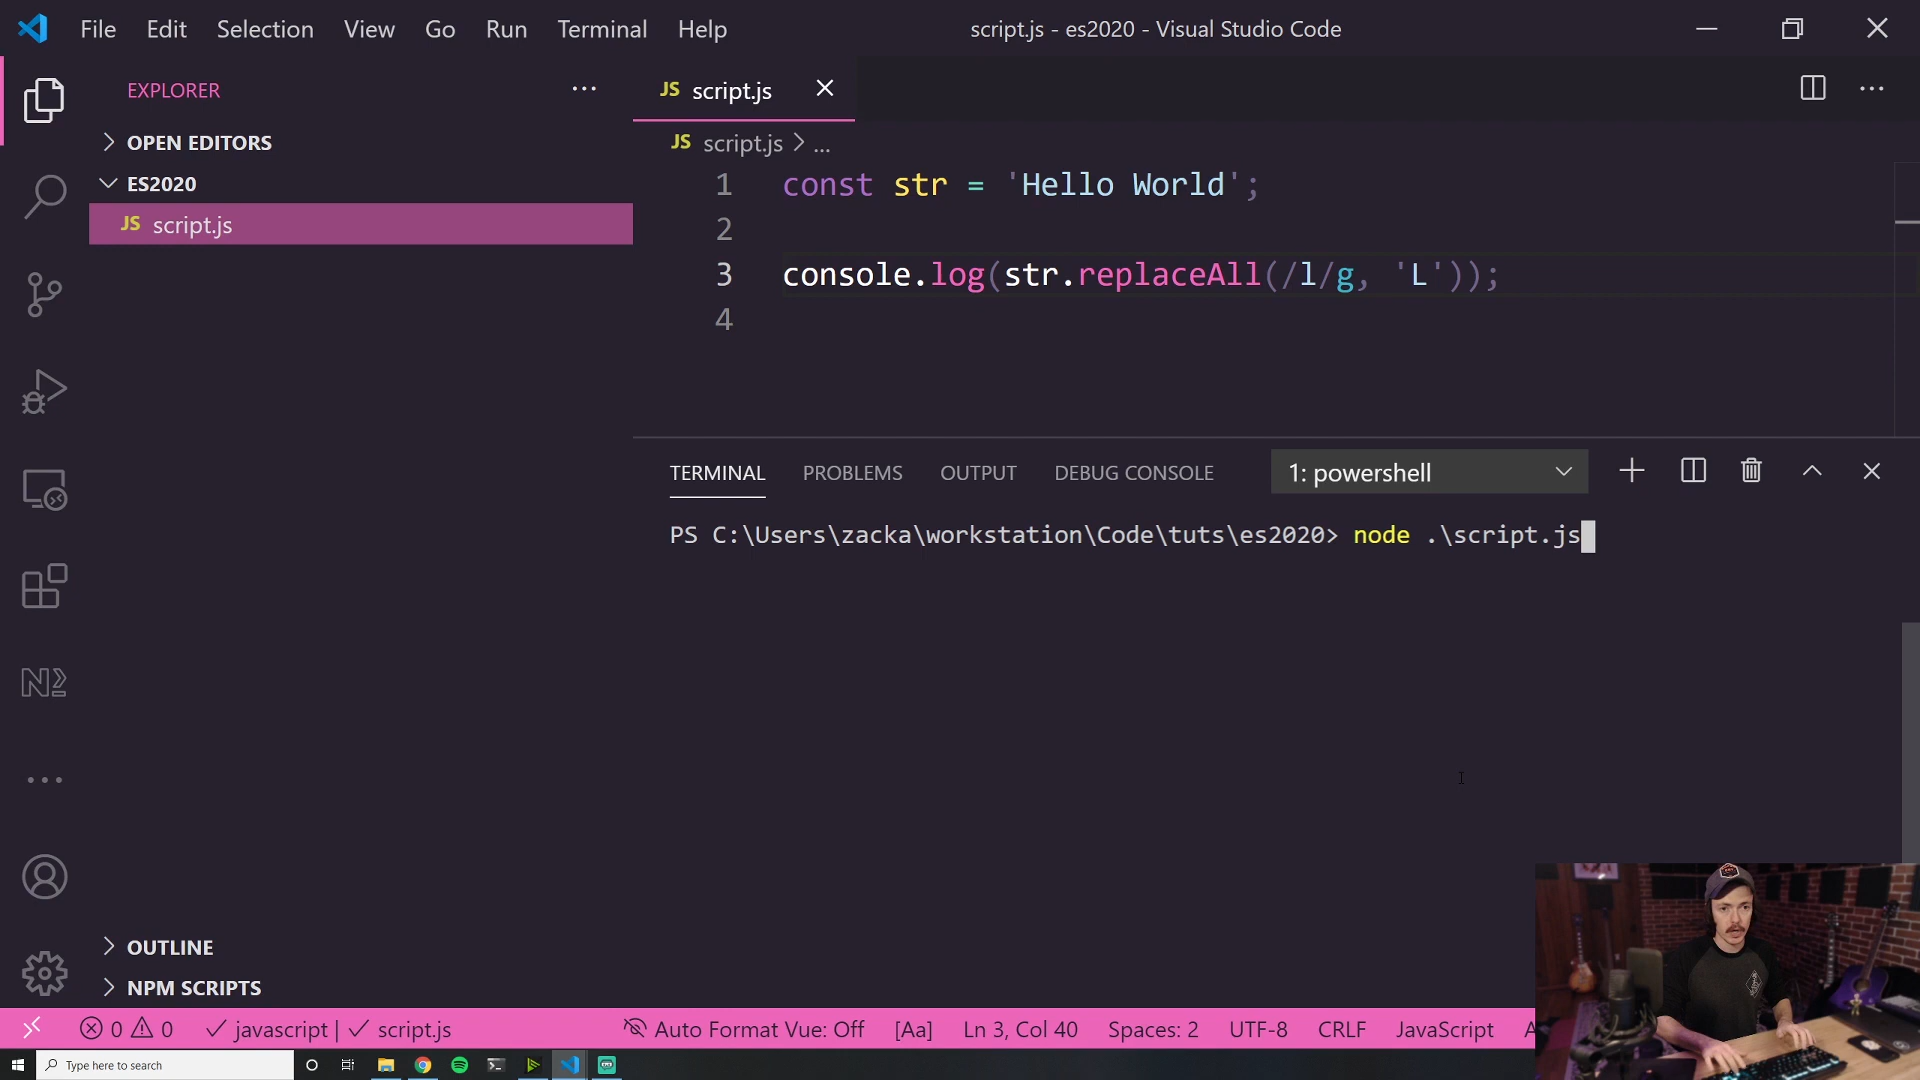 File Edit Selection View Go Run Terminal Help script.js - es2020 - Visual Studio Code
EXPLORER
OPEN EDITORS
ES2020
JS script.js
JS script.js
JS script.js > ...
1 const str = 'Hello World';
2
3 console.log(str.replaceAll(/l/g, 'L'));
4
TERMINAL PROBLEMS OUTPUT DEBUG CONSOLE 1: powershell
PS C:\Users\zacka\workstation\Code\tuts\es2020> node .\script.js
OUTLINE
NPM SCRIPTS
0 0 javascript | script.js Auto Format Vue: Off [Aa] Ln 3, Col 40 Spaces: 2 UTF-8 CRLF JavaScript
Type here to search